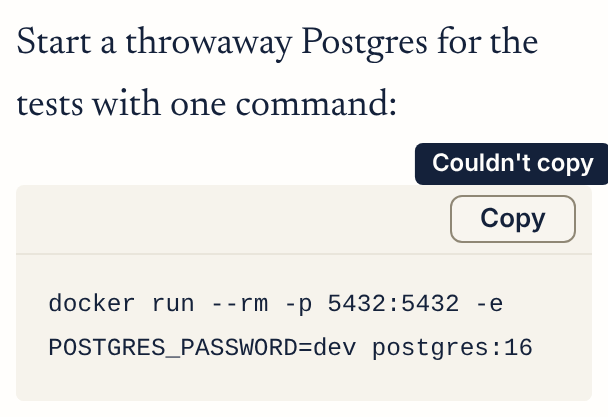 Start a throwaway Postgres for the
tests with one command:
Couldn't copy
Copy
docker run --rm -p 5432:5432 -e
POSTGRES_PASSWORD=dev postgres:16